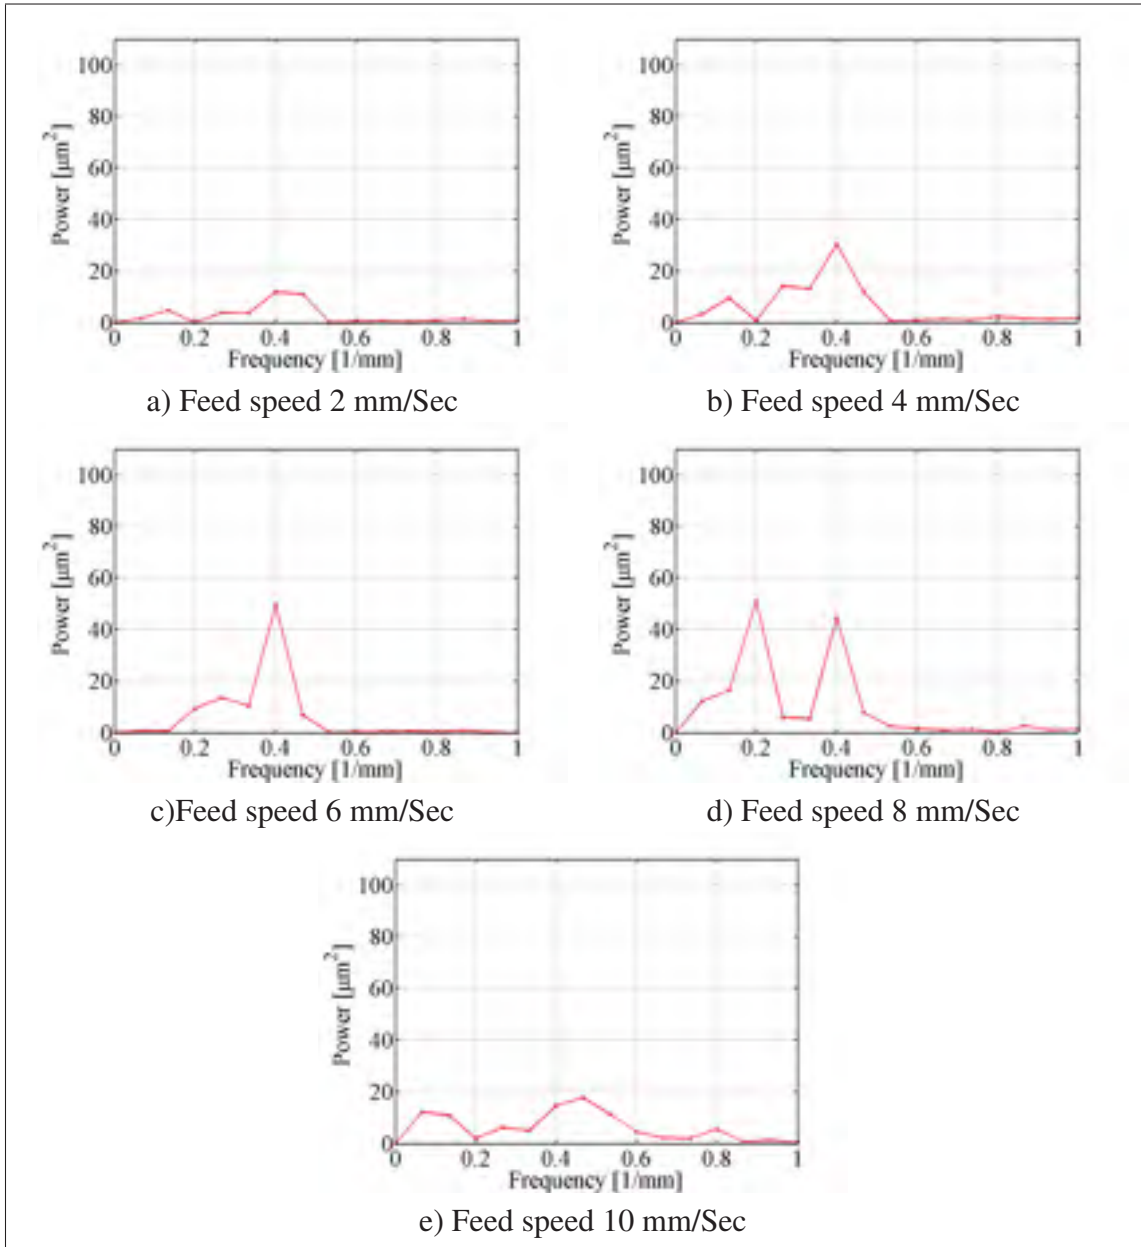 100
80
60
40
20
0
Power [μm²]
0 0.2 0.4 0.6 0.8 1
Frequency [1/mm]
a) Feed speed 2 mm/Sec
100
80
60
40
20
0
Power [μm²]
0 0.2 0.4 0.6 0.8 1
Frequency [1/mm]
b) Feed speed 4 mm/Sec
100
80
60
40
20
0
Power [μm²]
0 0.2 0.4 0.6 0.8 1
Frequency [1/mm]
c)Feed speed 6 mm/Sec
100
80
60
40
20
0
Power [μm²]
0 0.2 0.4 0.6 0.8 1
Frequency [1/mm]
d) Feed speed 8 mm/Sec
100
80
60
40
20
0
Power [μm²]
0 0.2 0.4 0.6 0.8 1
Frequency [1/mm]
e) Feed speed 10 mm/Sec